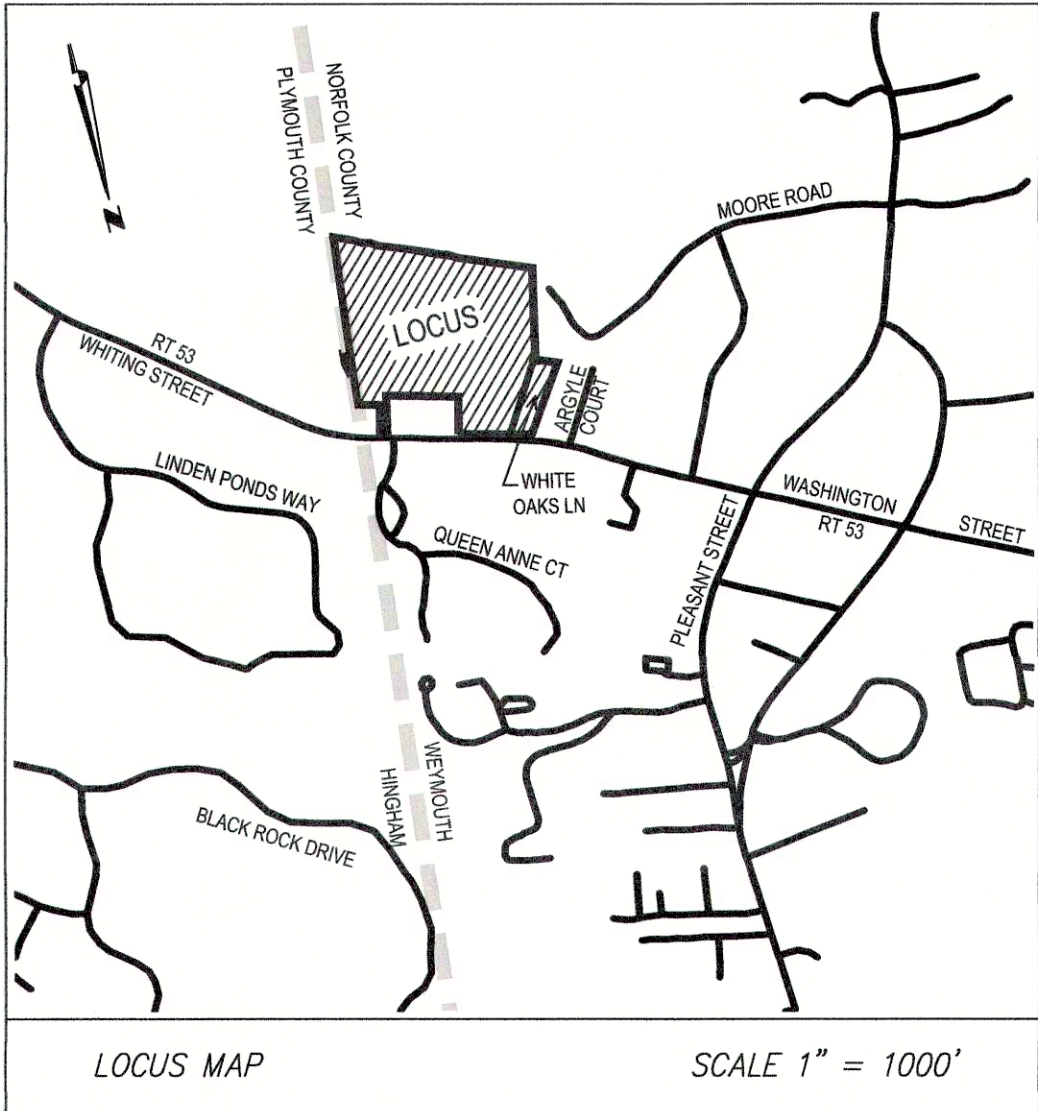 NORFOLK COUNTY
PLYMOUTH COUNTY
N
MOORE ROAD
LOCUS
RT 53
WHITING STREET
ARGYLE
COURT
WHITE
OAKS LN
LINDEN PONDS WAY
QUEEN ANNE CT
WASHINGTON
STREET
RT 53
PLEASANT STREET
WEYMOUTH
HINGHAM
BLACK ROCK DRIVE
LOCUS MAP
SCALE 1" = 1000'